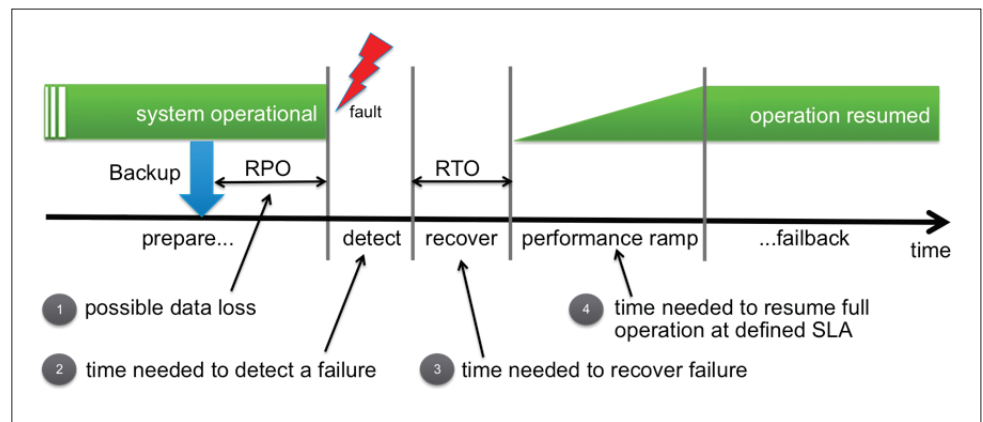 system operational
fault
operation resumed
Backup
RPO
RTO
prepare...
detect
recover
performance ramp
...failback
time
1 possible data loss
4 time needed to resume full
operation at defined SLA
2 time needed to detect a failure
3 time needed to recover failure